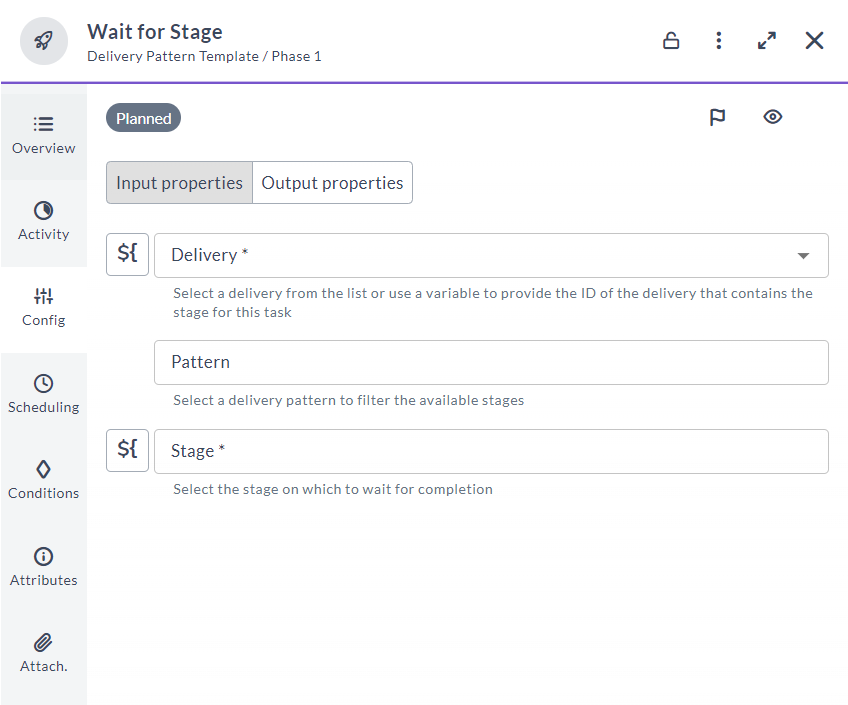 Wait for Stage
Delivery Pattern Template / Phase 1
Overview
Activity
Config
Scheduling
Conditions
Attributes
Attach.
Planned
Input properties
Output properties
${
Delivery *
Select a delivery from the list or use a variable to provide the ID of the delivery that contains the
stage for this task
Pattern
Select a delivery pattern to filter the available stages
${
Stage *
Select the stage on which to wait for completion